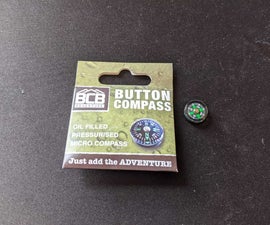 BCB
BUTTON
COMPASS
OIL FILLED
PRESSURISED
MICRO COMPASS
Just add the ADVENTURE